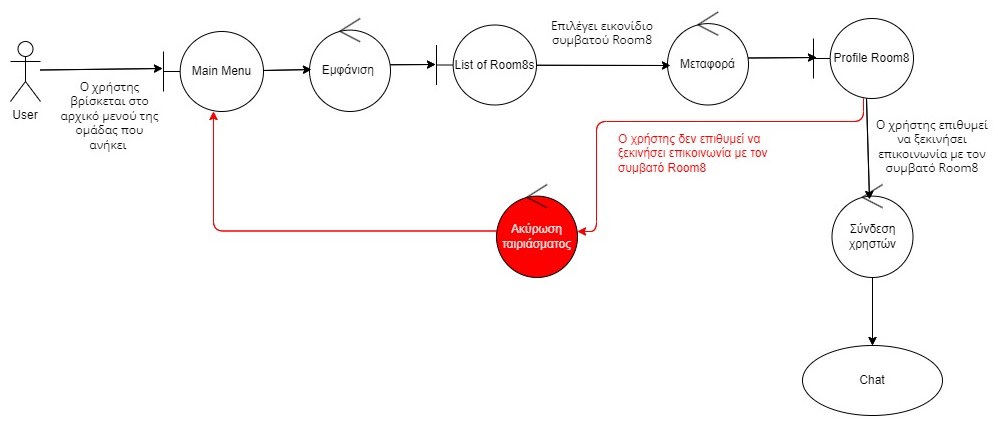 User
Ο χρήστης
βρίσκεται στο
αρχικό μενού της
ομάδας που
ανήκει
Main Menu
Εμφάνιση
List of Room8s
Επιλέγει εικονίδιο
συμβατού Room8
Μεταφορά
Profile Room8
Ο χρήστης δεν επιθυμεί να
ξεκινήσει επικοινωνία με τον
συμβατό Room8
Ο χρήστης επιθυμεί
να ξεκινήσει
επικοινωνία με τον
συμβατό Room8
Ακύρωση
ταιριάσματος
Σύνδεση
χρηστών
Chat